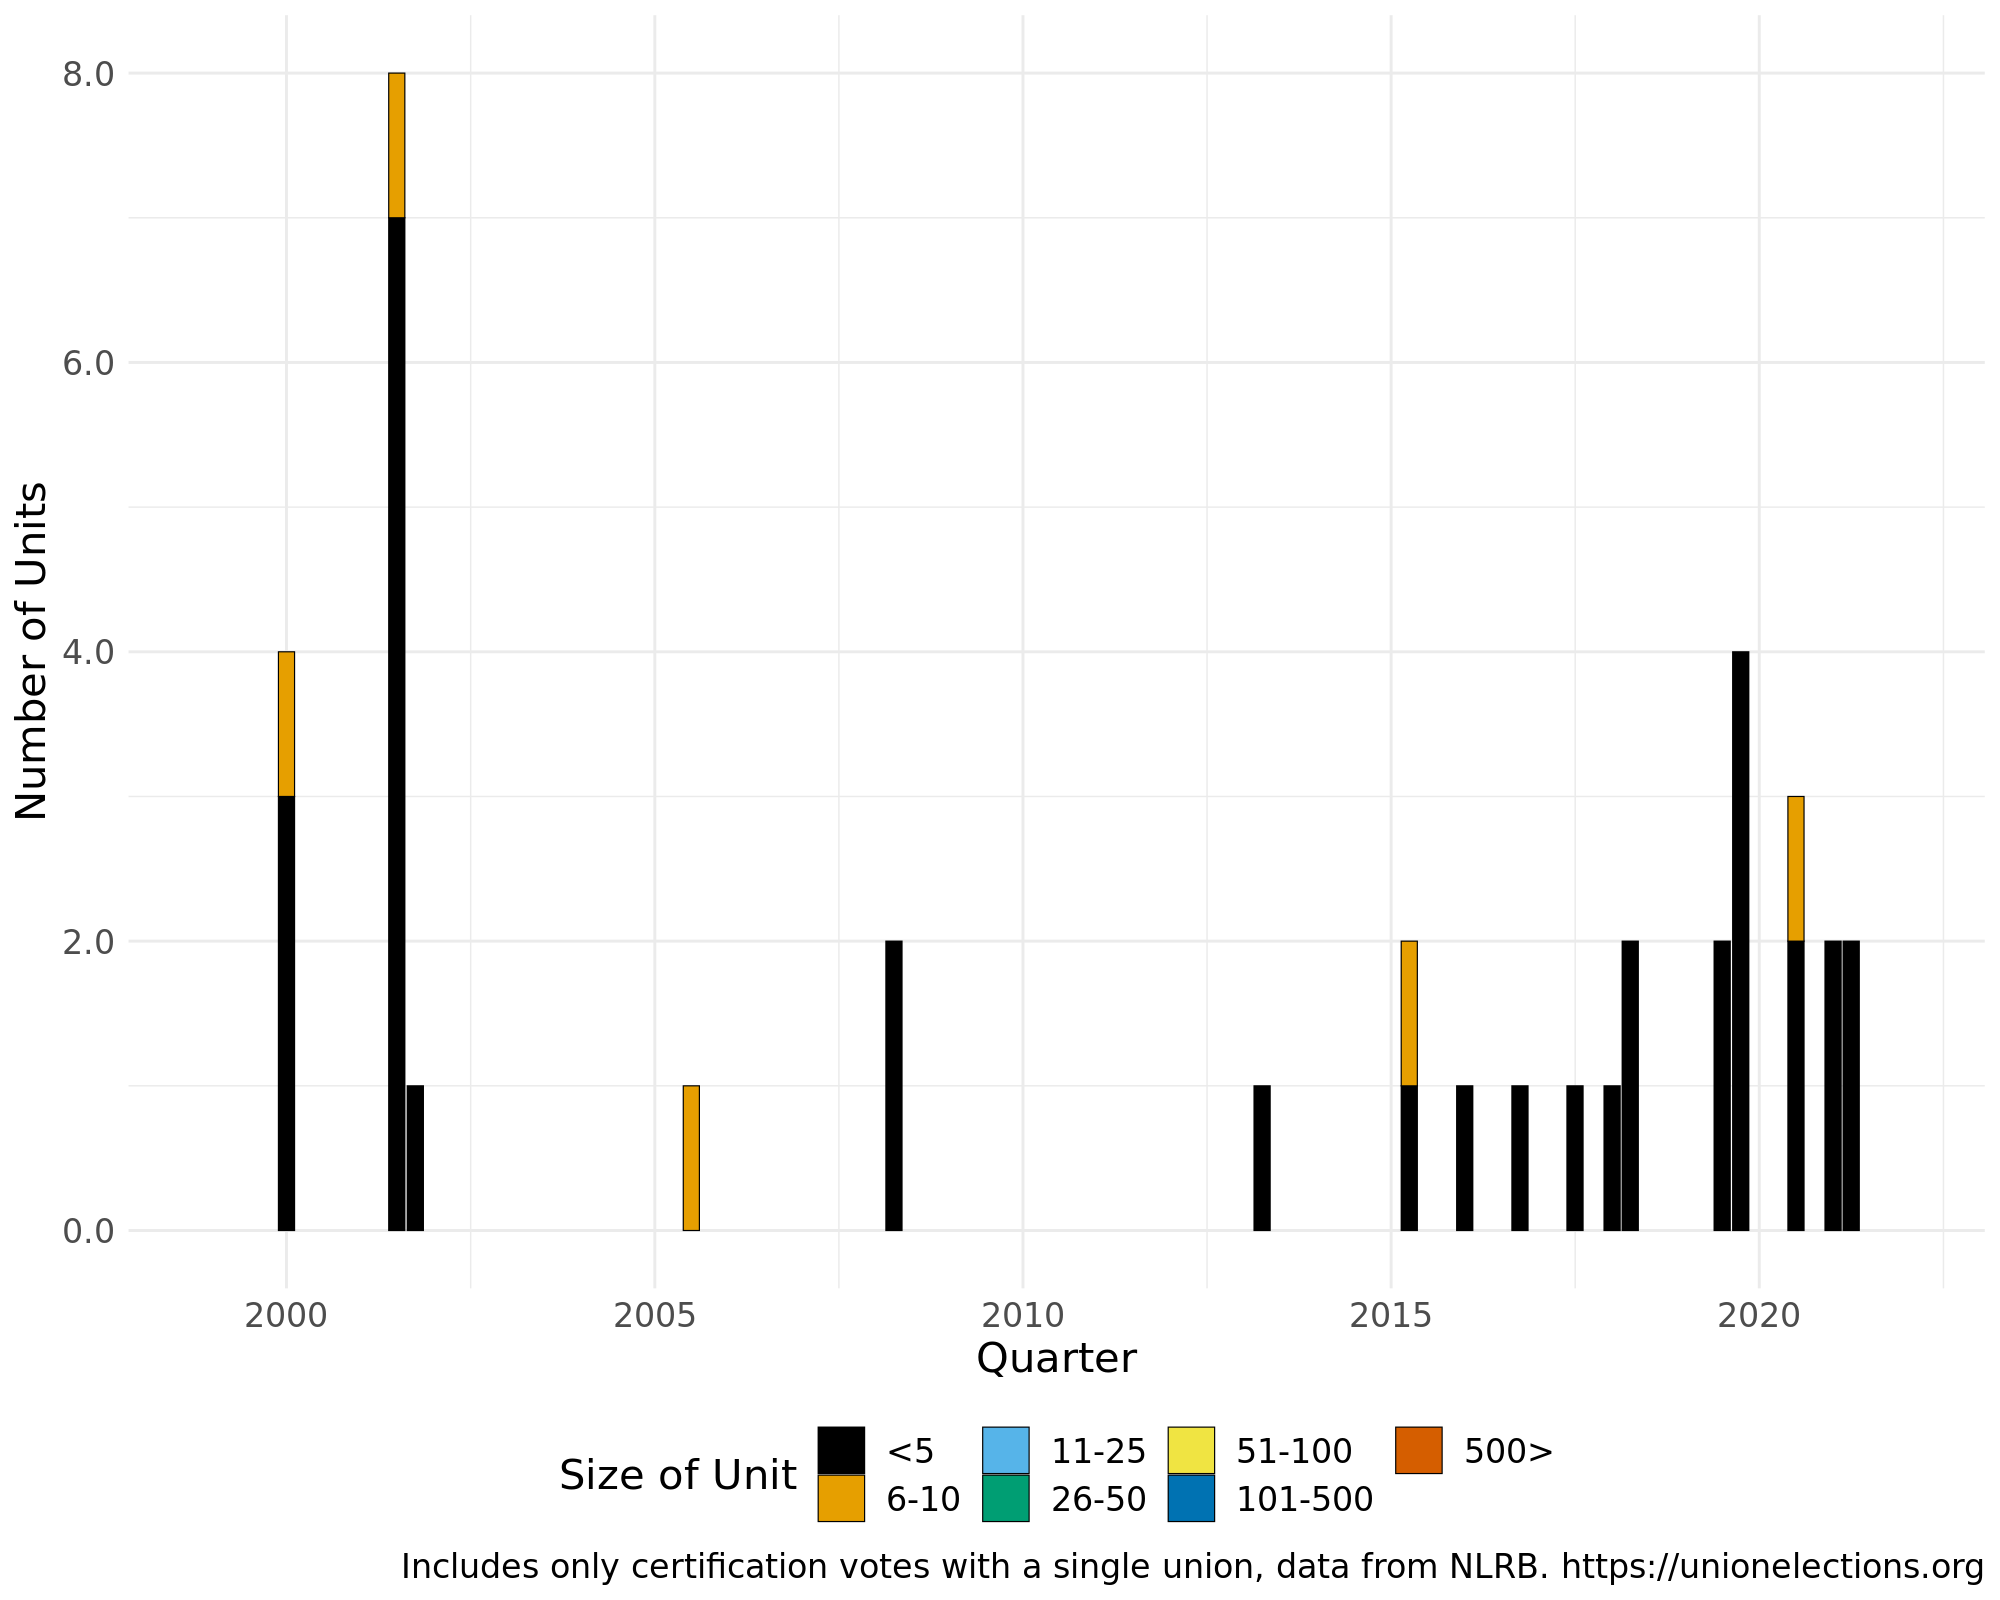 8.0
6.0
4.0
2.0
0.0
Number of Units
2000 2005 2010 2015 2020
Quarter
Size of Unit
<5 11-25 51-100 500>
6-10 26-50 101-500
Includes only certification votes with a single union, data from NLRB. https://unionelections.org